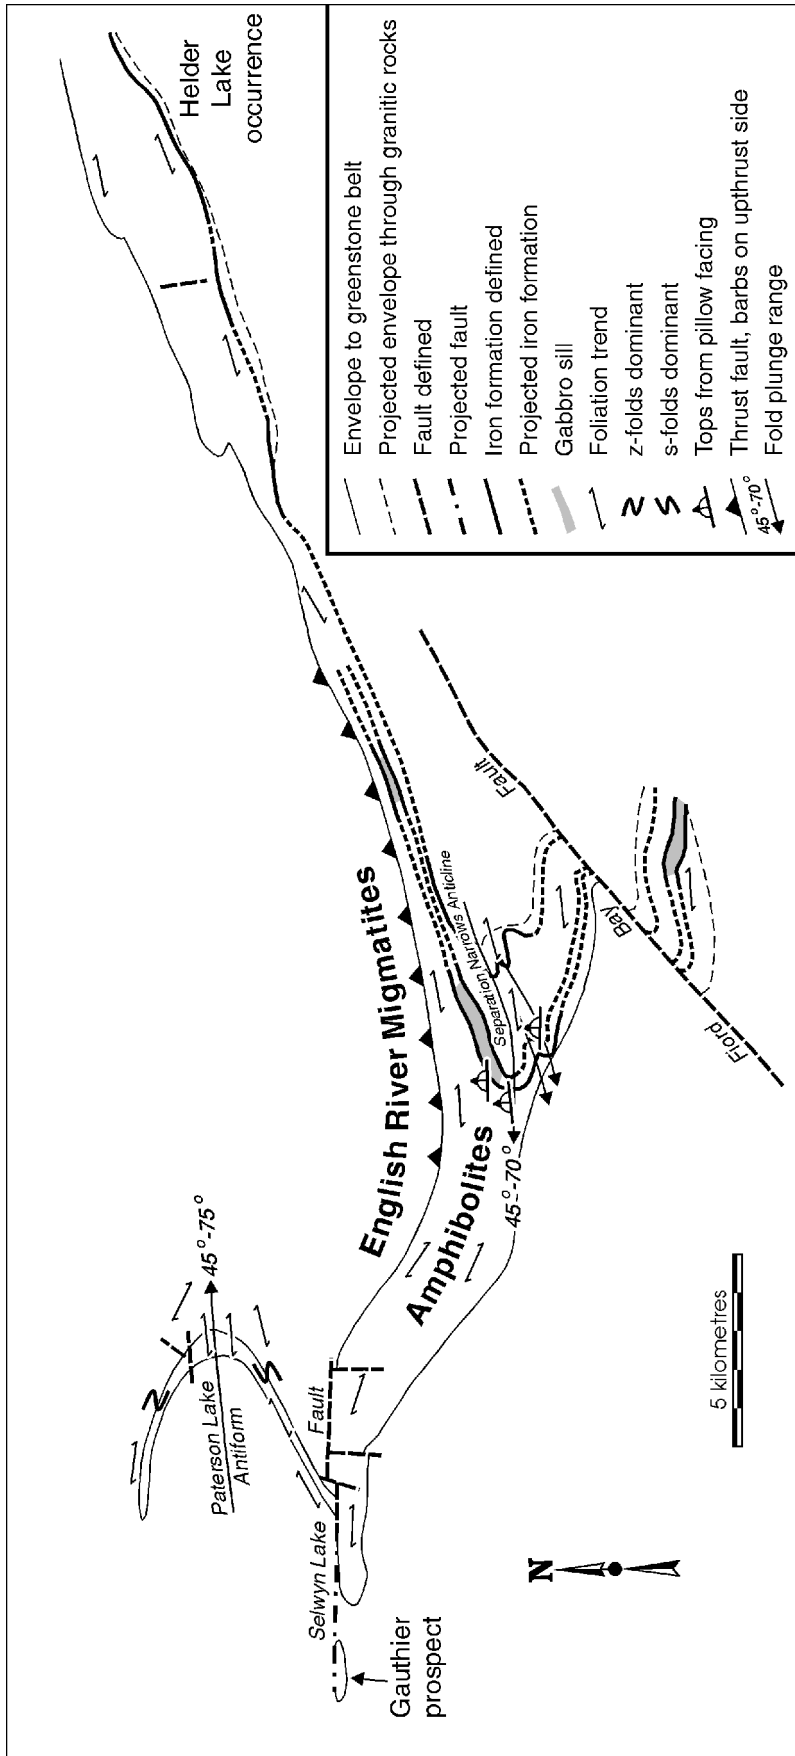 Helder
Lake
occurrence
English River Migmatites
Separation Narrows Anticline
Amphibolites
45°-70°
Fiord
Bay
Fault
Paterson Lake
Antiform
45°-75°
Selwyn Lake
Fault
Gauthier
prospect
N
5 kilometres
Envelope to greenstone belt
Projected envelope through granitic rocks
Fault defined
Projected fault
Iron formation defined
Projected iron formation
Gabbro sill
Foliation trend
z-folds dominant
s-folds dominant
Tops from pillow facing
Thrust fault, barbs on upthrust side
45°-70°
Fold plunge range